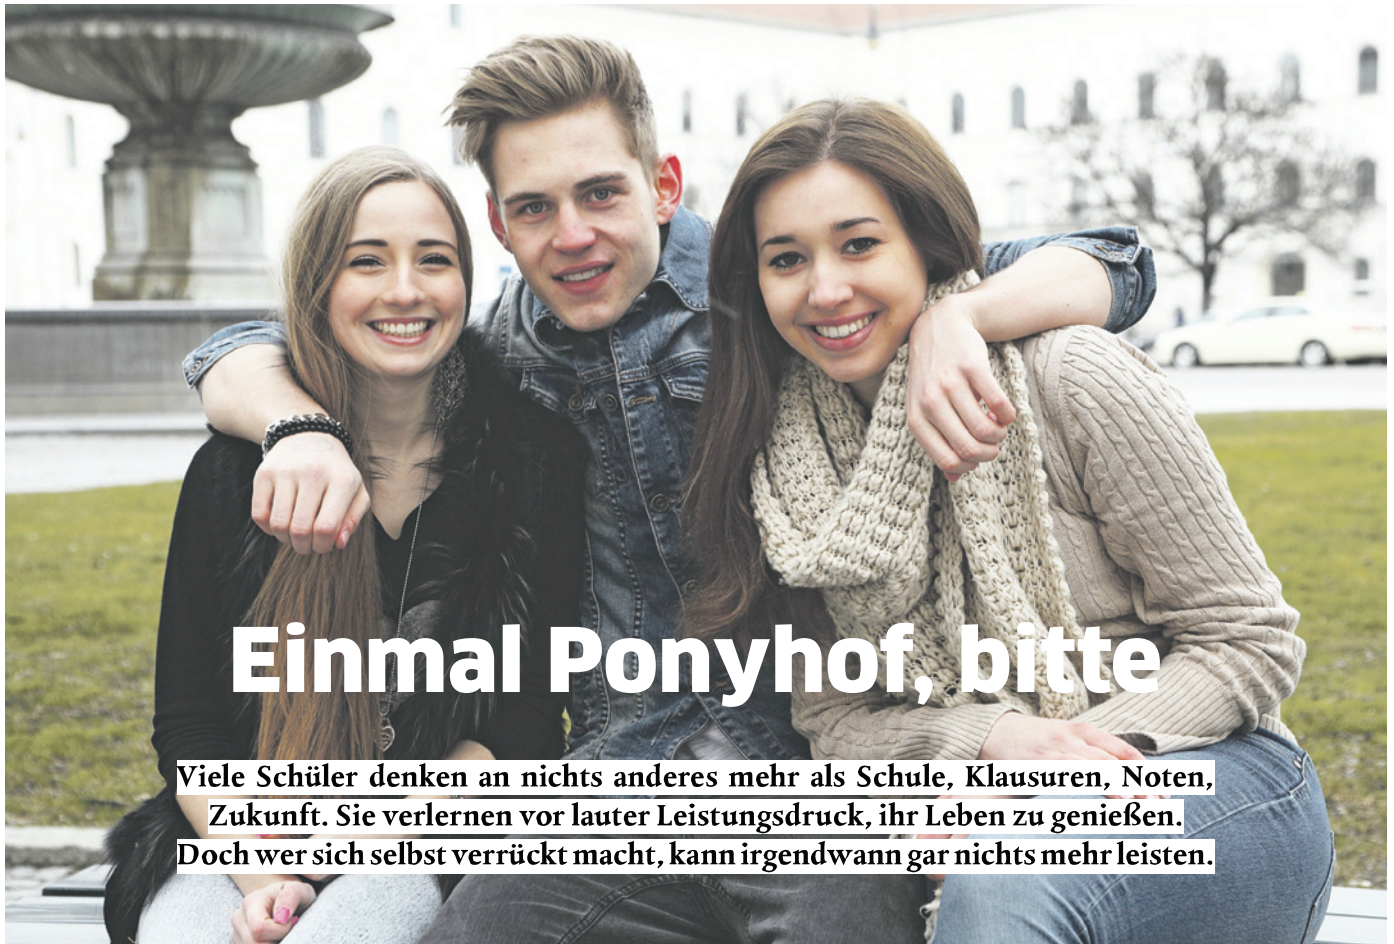 Einmal Ponyhof, bitte
Viele Schüler denken an nichts anderes mehr als Schule, Klausuren, Noten,
Zukunft. Sie verlernen vor lauter Leistungsdruck, ihr Leben zu genießen.
Doch wer sich selbst verrückt macht, kann irgendwann gar nichts mehr leisten.